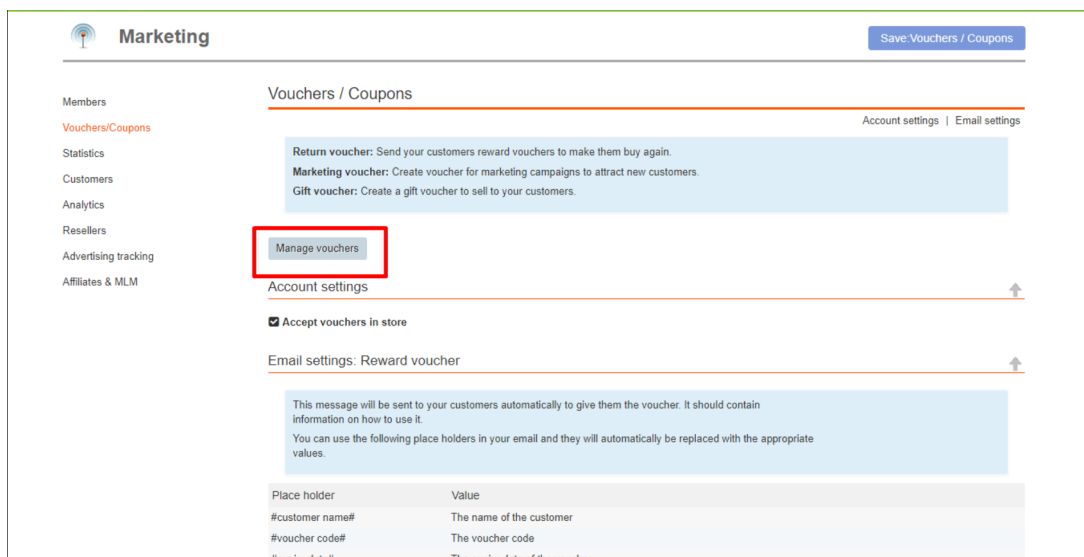 Marketing
Save:Vouchers / Coupons
Members
Vouchers/Coupons
Statistics
Customers
Analytics
Resellers
Advertising tracking
Affiliates & MLM
Vouchers / Coupons
Account settings | Email settings
Return voucher: Send your customers reward vouchers to make them buy again.
Marketing voucher: Create voucher for marketing campaigns to attract new customers.
Gift voucher: Create a gift voucher to sell to your customers.
Manage vouchers
Account settings
Accept vouchers in store
Email settings: Reward voucher
This message will be sent to your customers automatically to give them the voucher. It should contain
information on how to use it.
You can use the following place holders in your email and they will automatically be replaced with the appropriate
values.
Place holder Value
#customer name# The name of the customer
#voucher code# The voucher code